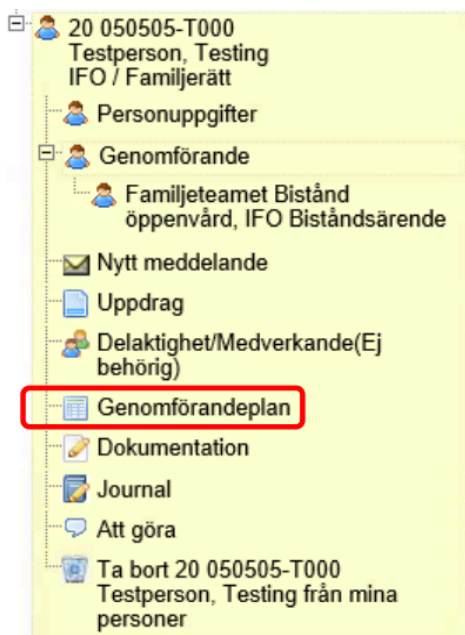 20 050505-T000
Testperson, Testing
IFO / Familjerätt
Personuppgifter
Genomförande
Familjeteamet Bistånd
öppenvård, IFO Biståndsärende
Nytt meddelande
Uppdrag
Delaktighet/Medverkande(Ej
behörig)
Genomförandeplan
Dokumentation
Journal
Att göra
Ta bort 20 050505-T000
Testperson, Testing från mina
personer